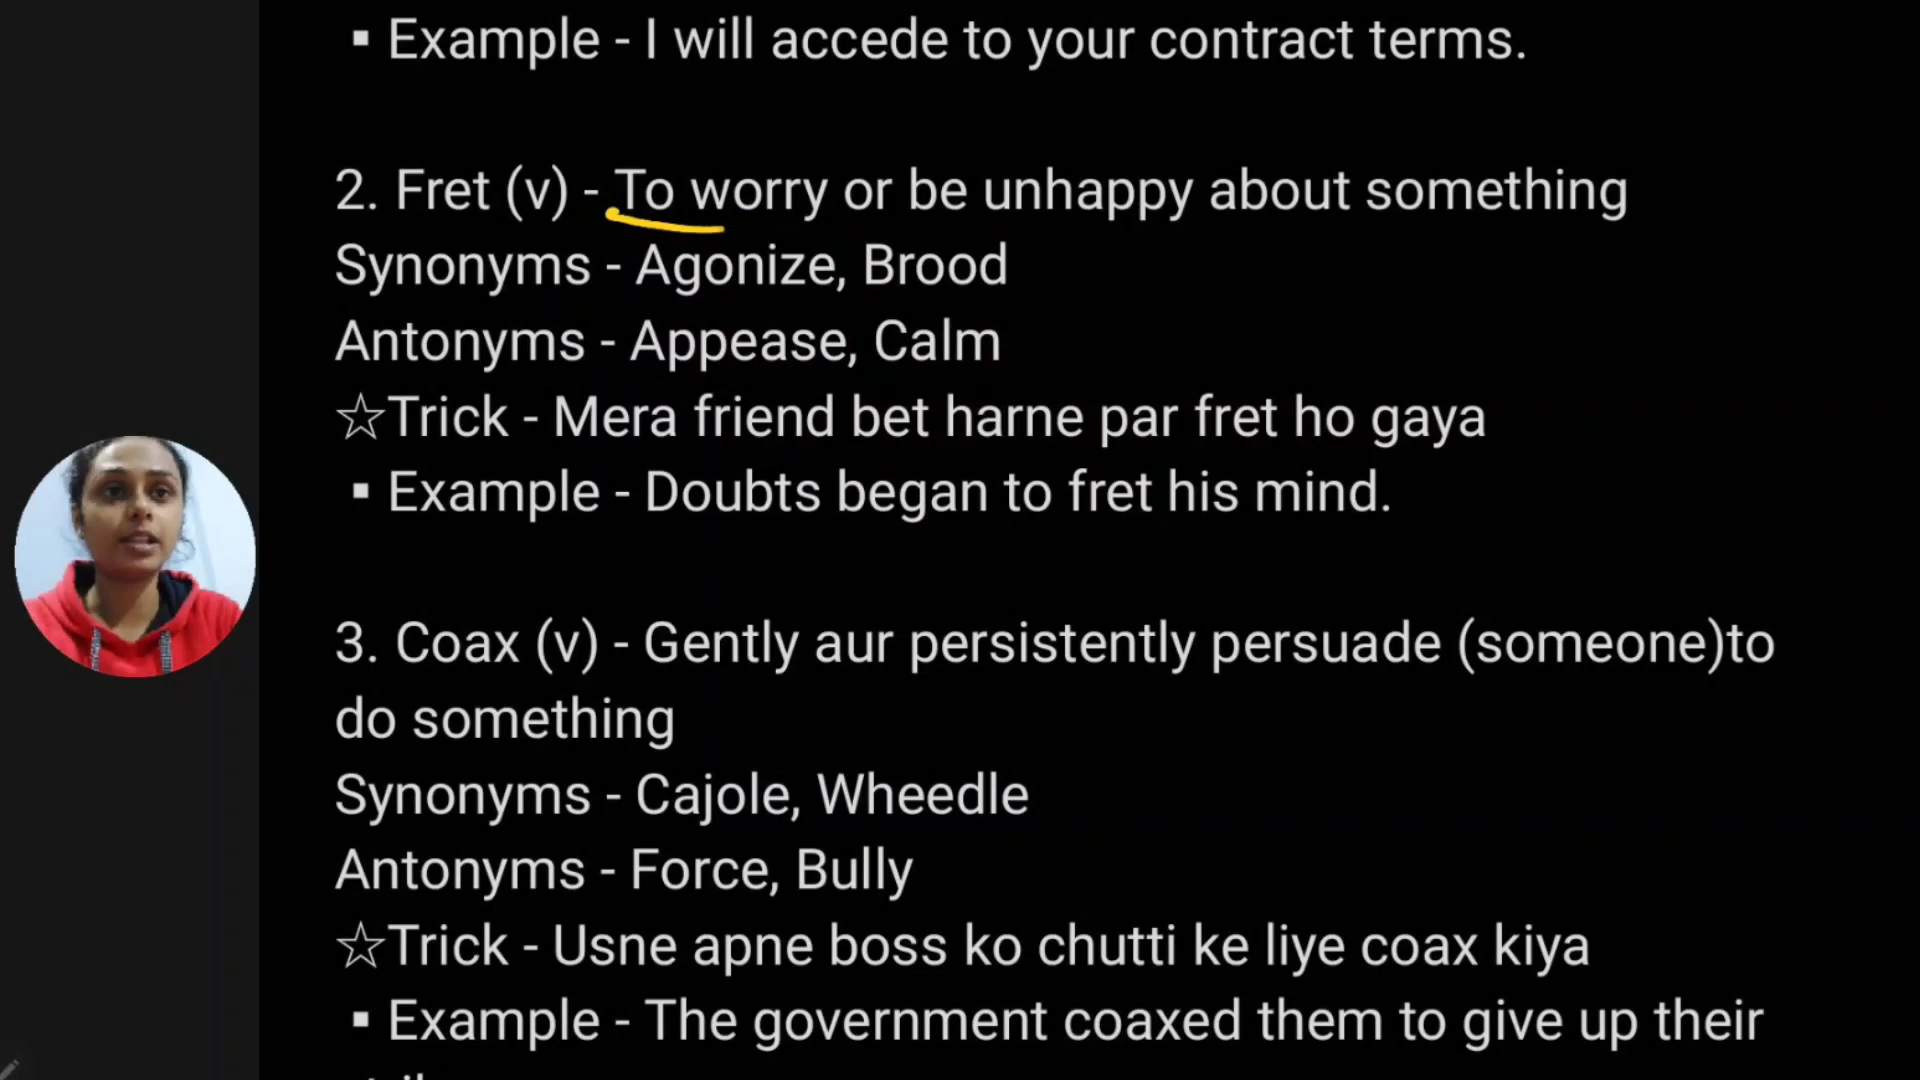 ▪ Example - I will accede to your contract terms.
2. Fret (v) - To worry or be unhappy about something
Synonyms - Agonize, Brood
Antonyms - Appease, Calm
☆Trick - Mera friend bet harne par fret ho gaya
▪ Example - Doubts began to fret his mind.
3. Coax (v) - Gently aur persistently persuade (someone)to
do something
Synonyms - Cajole, Wheedle
Antonyms - Force, Bully
☆Trick - Usne apne boss ko chutti ke liye coax kiya
▪ Example - The government coaxed them to give up their